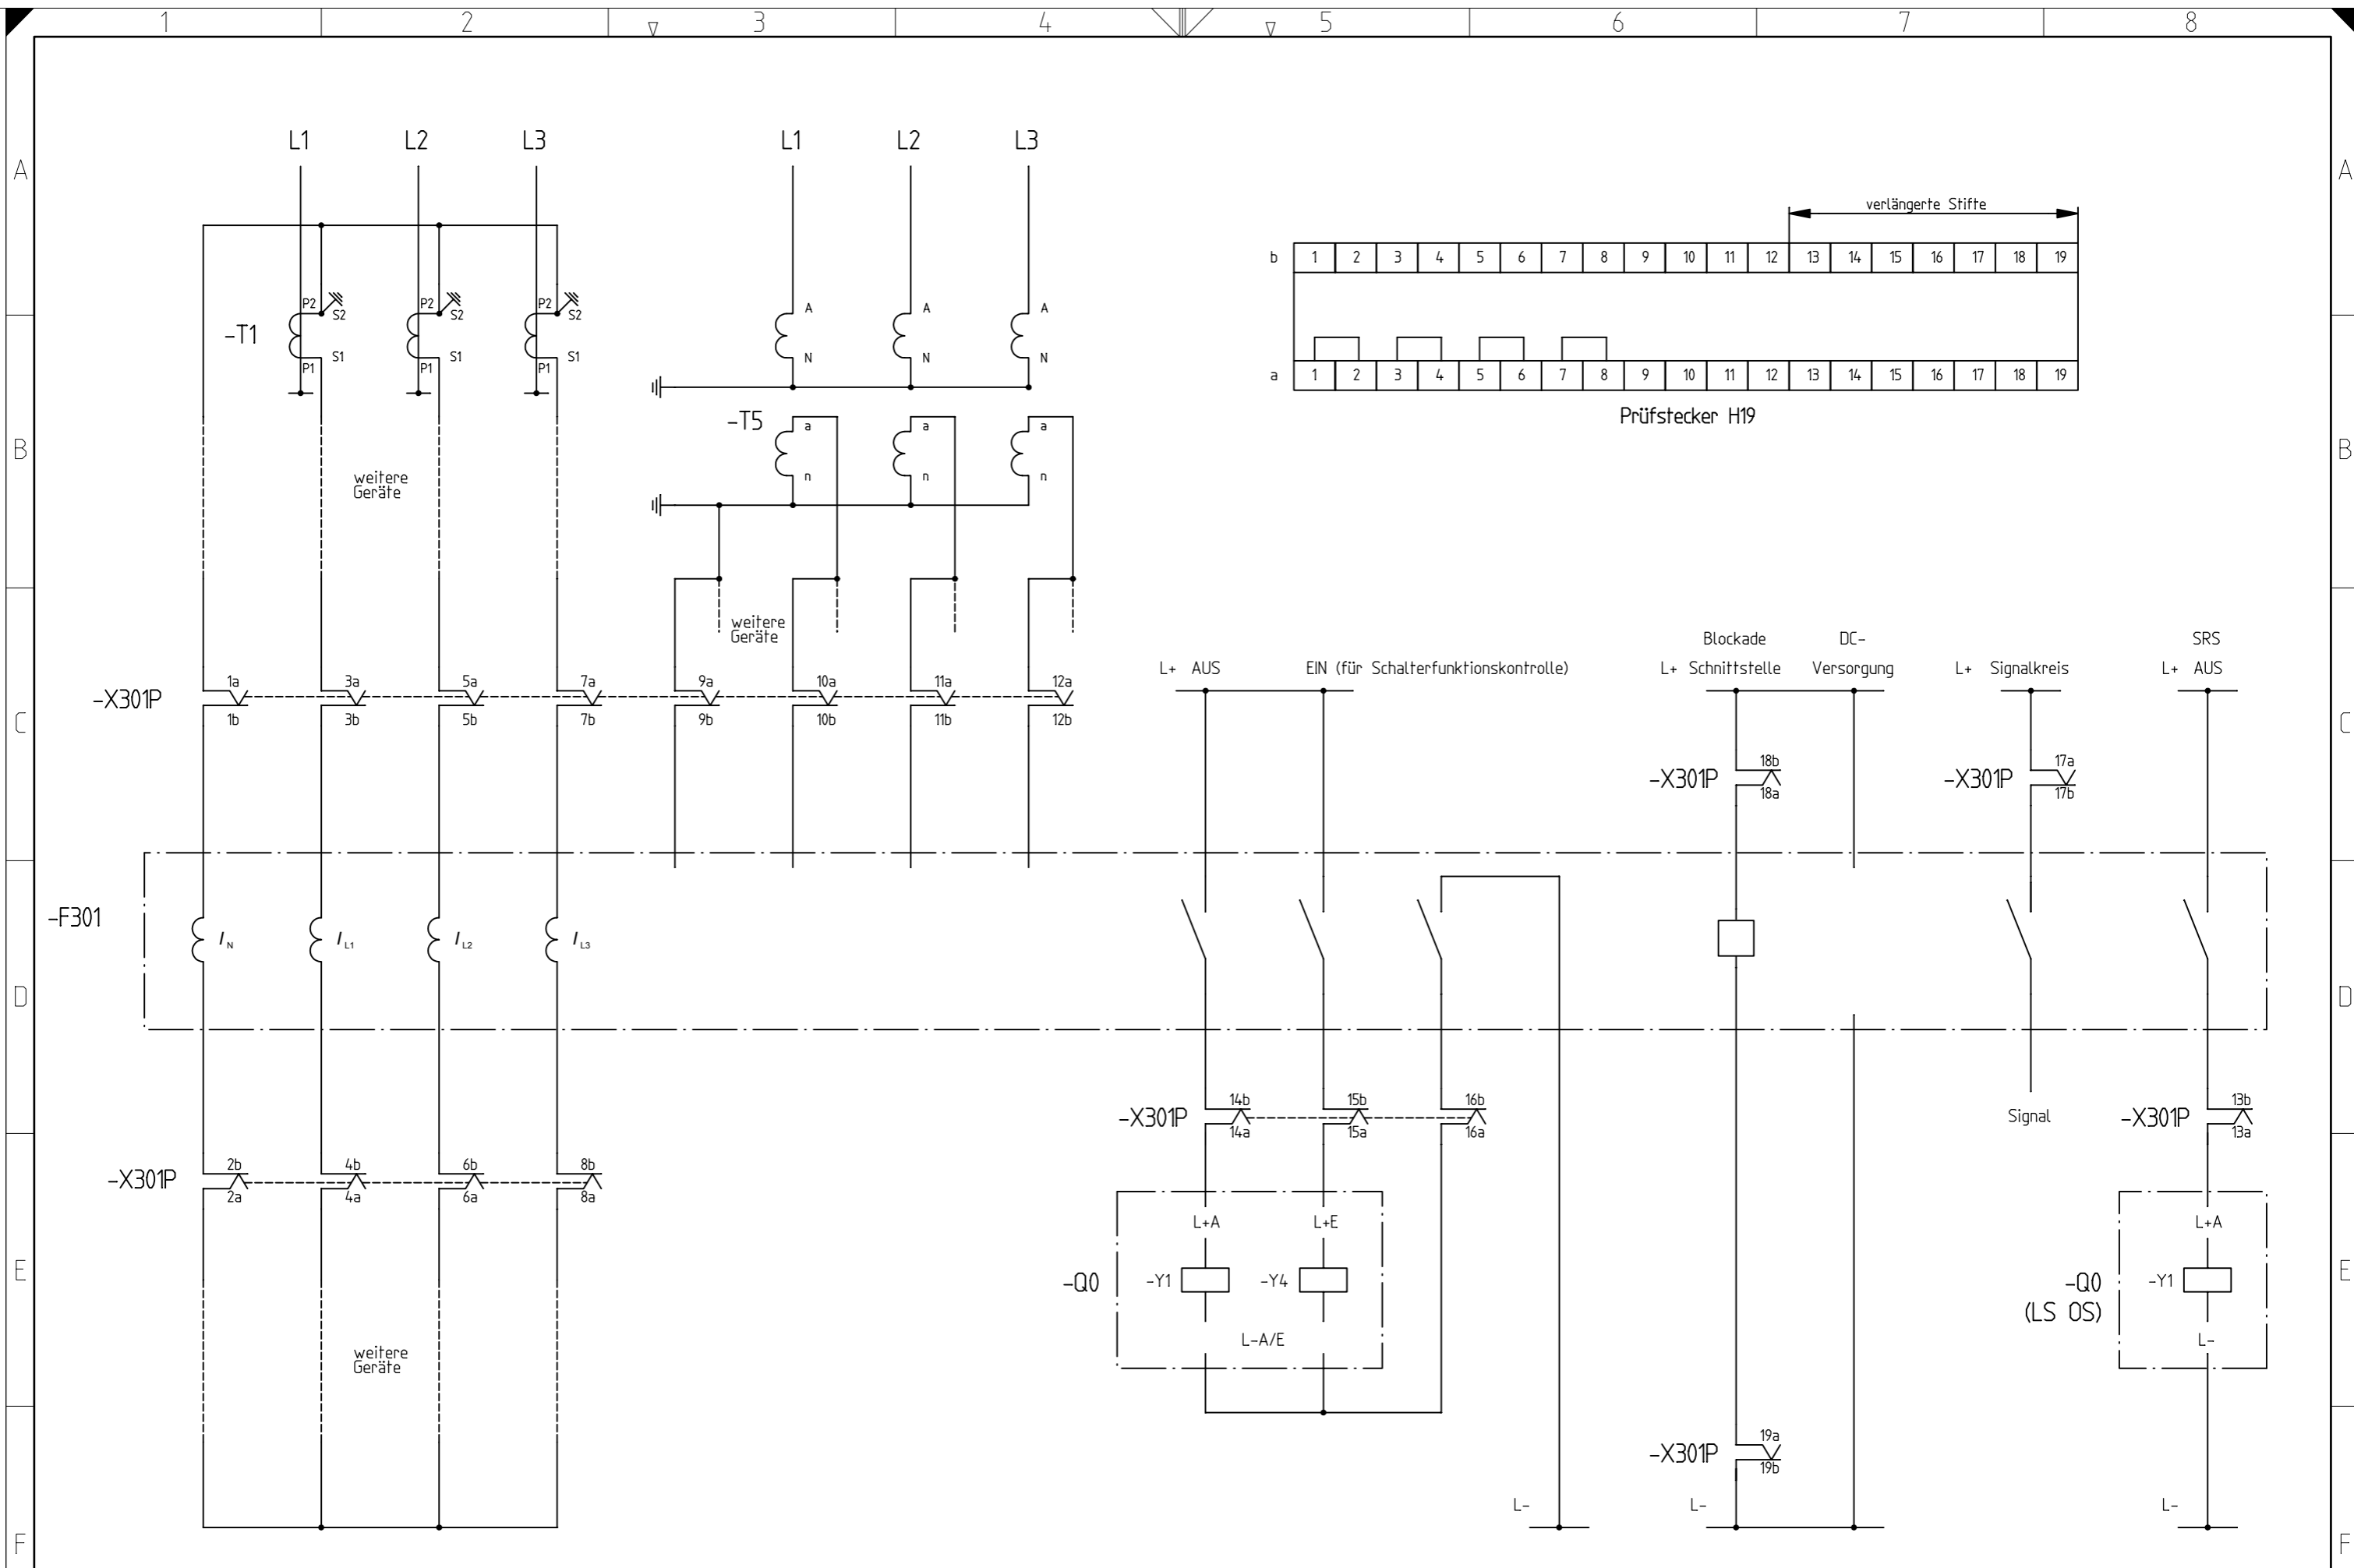 1 2 3 4 5 6 7 8
L1 L2 L3 L1 L2 L3
A A
verlängerte Stifte
b 1 2 3 4 5 6 7 8 9 10 11 12 13 14 15 16 17 18 19
P2 S2 P2 S2 P2 S2 A A A
-T1 S1 S1 S1 N N N
P1 P1 P1
a 1 2 3 4 5 6 7 8 9 10 11 12 13 14 15 16 17 18 19
Prüfstecker H19
-T5 a a a
B B
weitere
Geräte
n n n
weitere
Geräte
Blockade DC- SRS
L+ AUS EIN (für Schalterfunktionskontrolle) L+ Schnittstelle Versorgung L+ Signalkreis L+ AUS
-X301P 1a 3a 5a 7a 9a 10a 11a 12a
1b 3b 5b 7b 9b 10b 11b 12b
C C
-X301P 18b -X301P 17a
18a 17b
-F301
IN IL1 IL2 IL3
D D
-X301P 14b 15b 16b Signal -X301P 13b
14a 15a 16a 13a
-X301P 2b 4b 6b 8b
2a 4a 6a 8a
L+A L+E L+A
E E
-Q0 -Y1 -Y4 -Q0 -Y1
(LS OS)
L-A/E L-
weitere
Geräte
-X301P 19a
19b
L- L- L-
F F